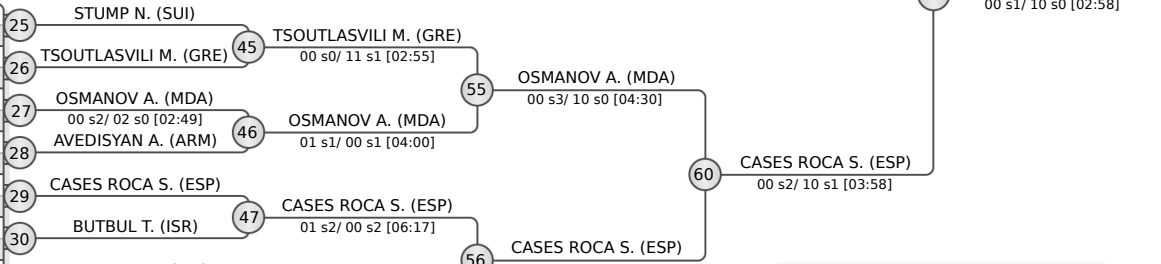 00 s1/ 10 s0 [02:58]
25
STUMP N. (SUI)
45
TSOUTLASVILI M. (GRE)
00 s0/ 11 s1 [02:55]
26
TSOUTLASVILI M. (GRE)
55
OSMANOV A. (MDA)
00 s3/ 10 s0 [04:30]
27
OSMANOV A. (MDA)
00 s2/ 02 s0 [02:49]
46
OSMANOV A. (MDA)
01 s1/ 00 s1 [04:00]
28
AVEDISYAN A. (ARM)
60
CASES ROCA S. (ESP)
00 s2/ 10 s1 [03:58]
29
CASES ROCA S. (ESP)
47
CASES ROCA S. (ESP)
01 s2/ 00 s2 [06:17]
30
BUTBUL T. (ISR)
56
CASES ROCA S. (ESP)